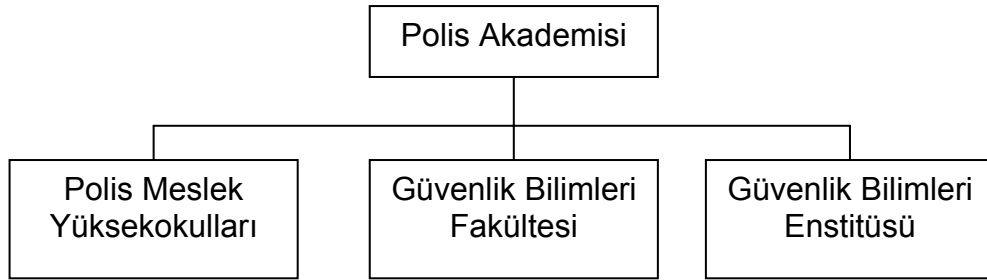 Polis Akademisi
Polis Meslek
Yüksekokulları
Güvenlik Bilimleri
Fakültesi
Güvenlik Bilimleri
Enstitüsü